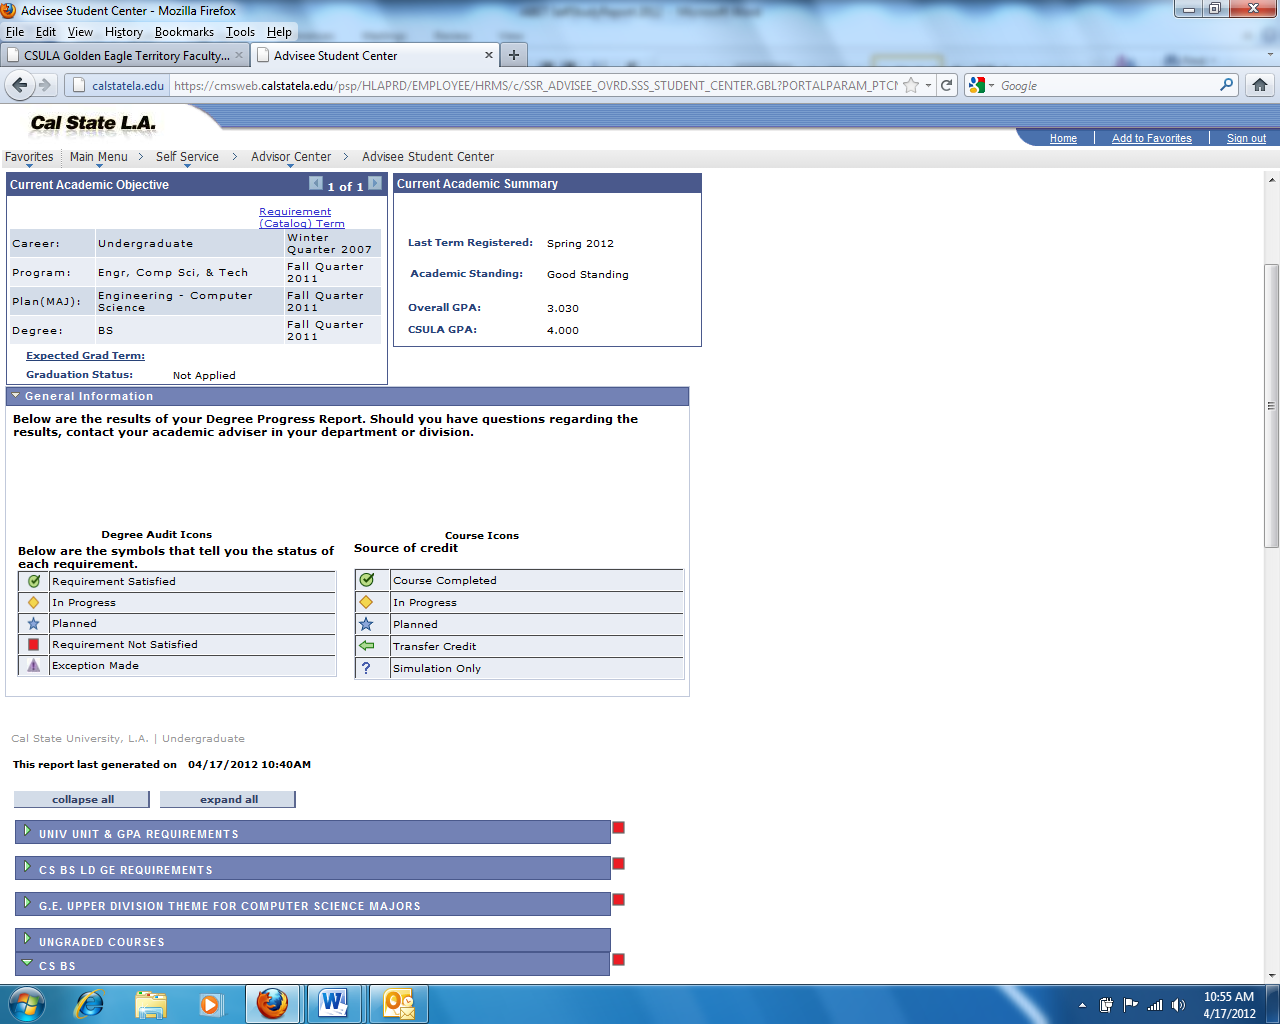 Advisee Student Center - Mozilla Firefox
File Edit View History Bookmarks Tools Help
CSULA Golden Eagle Territory Faculty... Advisee Student Center
calstatela.edu https://cmsweb.calstatela.edu/psp/HLAPRD/EMPLOYEE/HRMS/c/SSR_ADVISEE_OVRD.SSS_STUDENT_CENTER.GBL?PORTALPARAM_PTCN Google
Cal State L.A.
Home Add to Favorites Sign out
Favorites Main Menu > Self Service > Advisor Center > Advisee Student Center
Current Academic Objective 1 of 1
Requirement
(Catalog) Term
Career: Undergraduate Winter Quarter 2007
Program: Engr, Comp Sci, & Tech Fall Quarter 2011
Plan(MAJ): Engineering - Computer Science Fall Quarter 2011
Degree: BS Fall Quarter 2011
Expected Grad Term:
Graduation Status: Not Applied
Current Academic Summary
Last Term Registered: Spring 2012
Academic Standing: Good Standing
Overall GPA: 3.030
CSULA GPA: 4.000
General Information
Below are the results of your Degree Progress Report. Should you have questions regarding the
results, contact your academic adviser in your department or division.
Degree Audit Icons
Below are the symbols that tell you the status of
each requirement.
Requirement Satisfied
In Progress
Planned
Requirement Not Satisfied
Exception Made
Course Icons
Source of credit
Course Completed
In Progress
Planned
Transfer Credit
? Simulation Only
Cal State University, L.A. | Undergraduate
This report last generated on 04/17/2012 10:40AM
collapse all expand all
UNIV UNIT & GPA REQUIREMENTS
CS BS LD GE REQUIREMENTS
G.E. UPPER DIVISION THEME FOR COMPUTER SCIENCE MAJORS
UNGRADED COURSES
CS BS
10:55 AM
4/17/2012